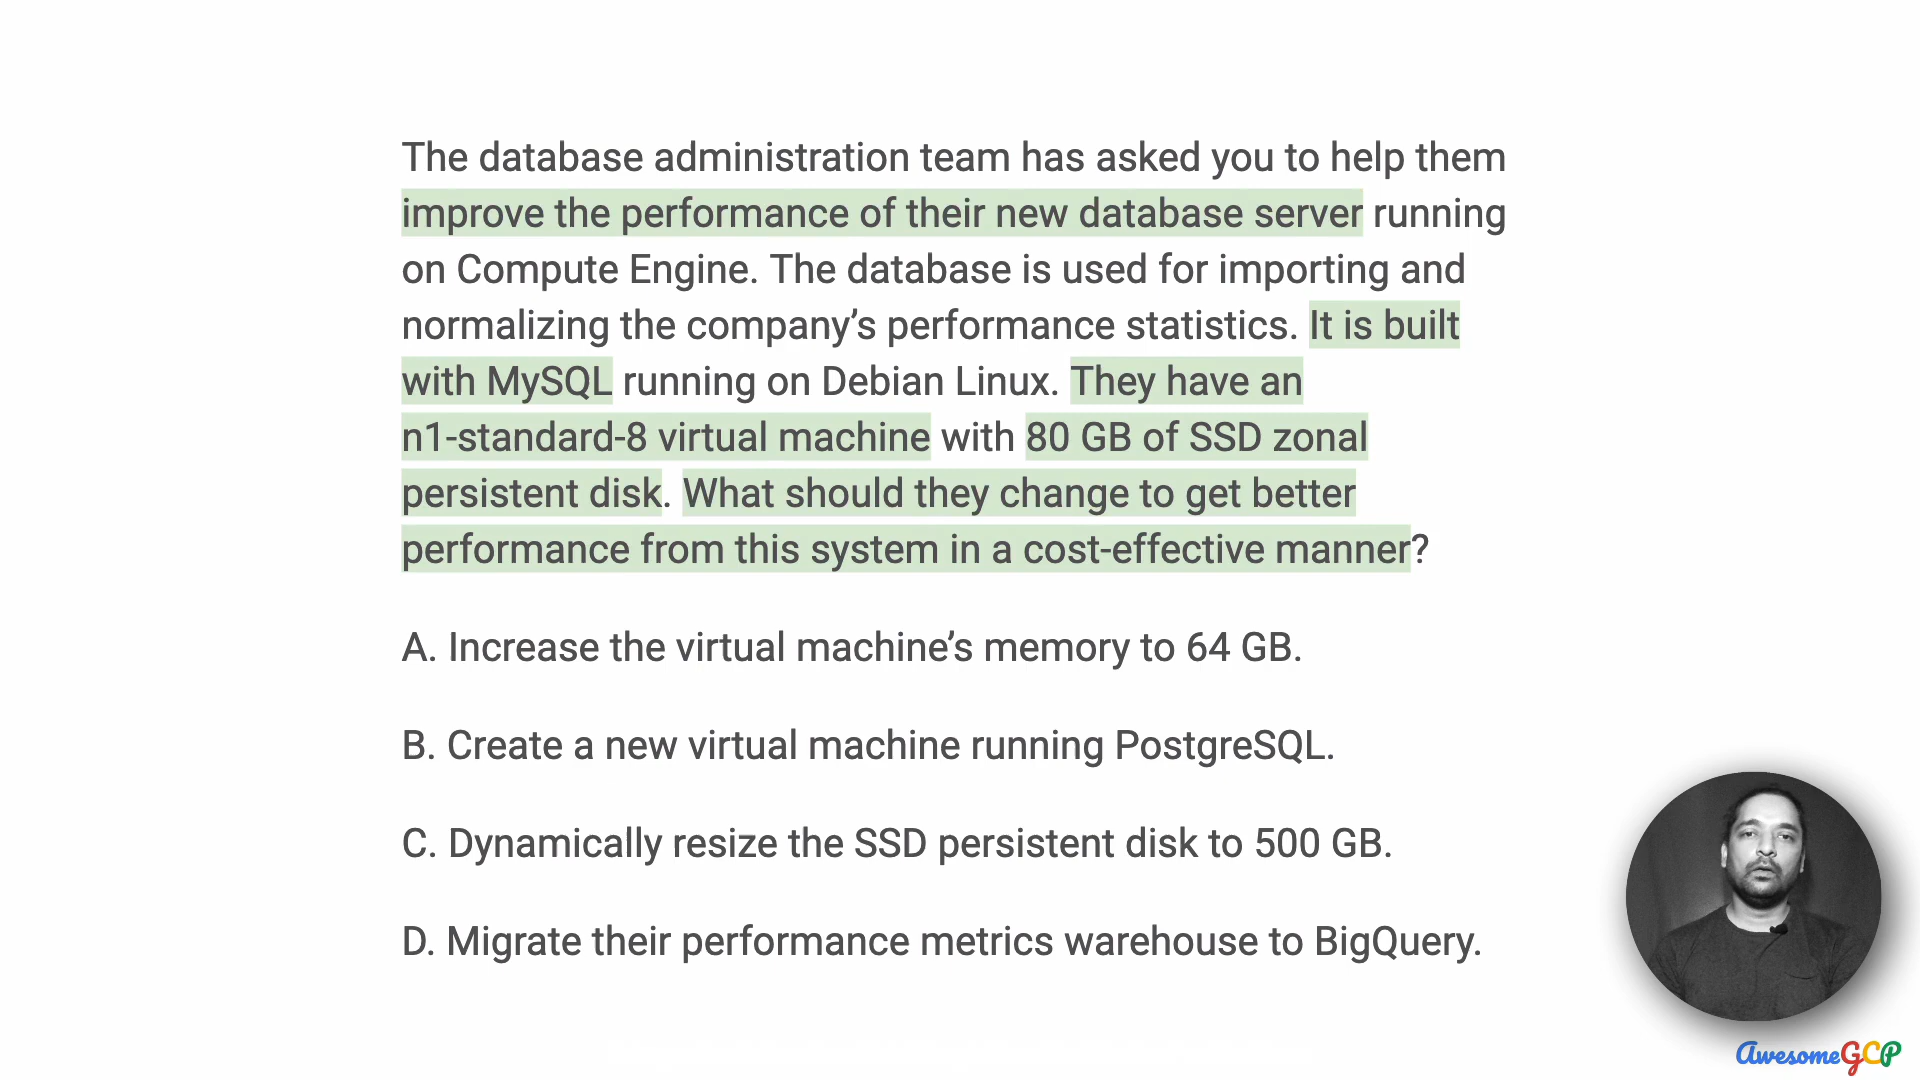 The database administration team has asked you to help them
improve the performance of their new database server running
on Compute Engine. The database is used for importing and
normalizing the company’s performance statistics. It is built
with MySQL running on Debian Linux. They have an
n1-standard-8 virtual machine with 80 GB of SSD zonal
persistent disk. What should they change to get better
performance from this system in a cost-effective manner?
A. Increase the virtual machine’s memory to 64 GB.
B. Create a new virtual machine running PostgreSQL.
C. Dynamically resize the SSD persistent disk to 500 GB.
D. Migrate their performance metrics warehouse to BigQuery.
AwesomeGCP